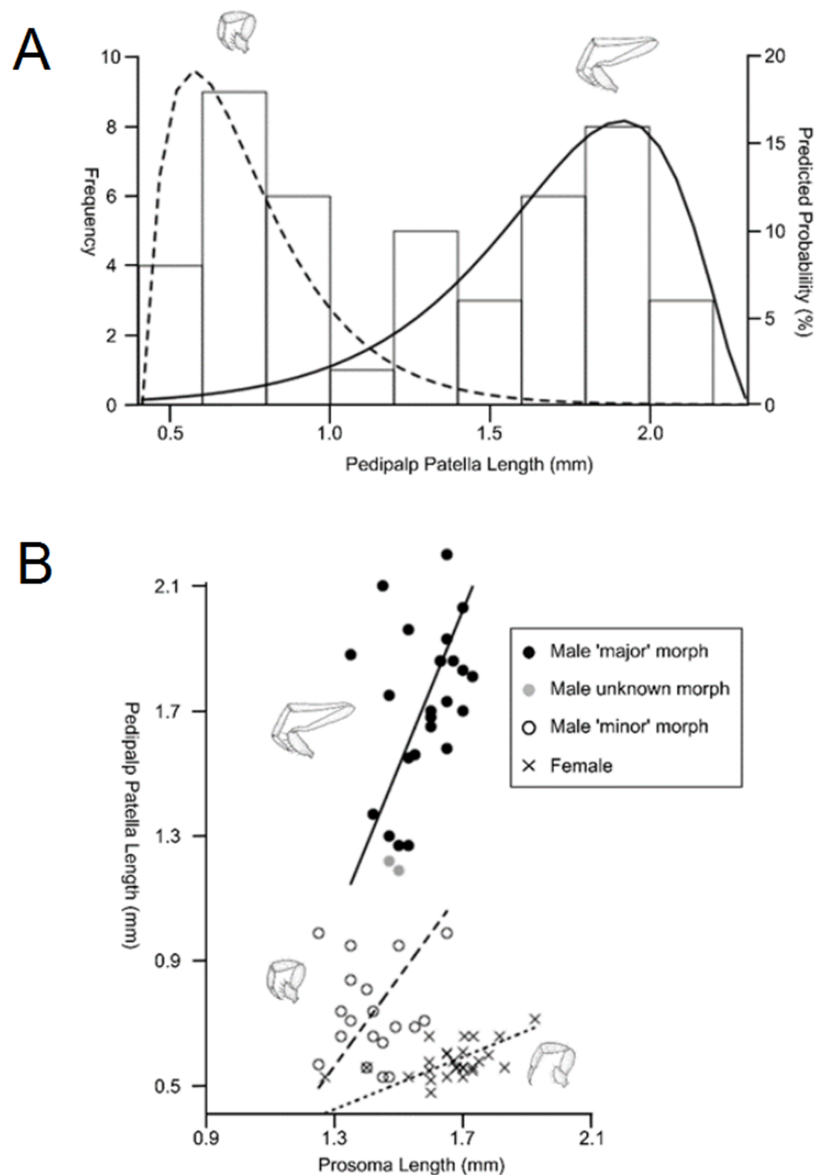 A
10
8
6
4
2
0
Frequency
20
15
10
5
0
Predicted Probablility (%)
0.5 1.0 1.5 2.0
Pedipalp Patella Length (mm)
B
2.1
1.7
1.3
0.9
0.5
Pedipalp Patella Length (mm)
Male 'major' morph
Male unknown morph
Male 'minor' morph
Female
0.9 1.3 1.7 2.1
Prosoma Length (mm)